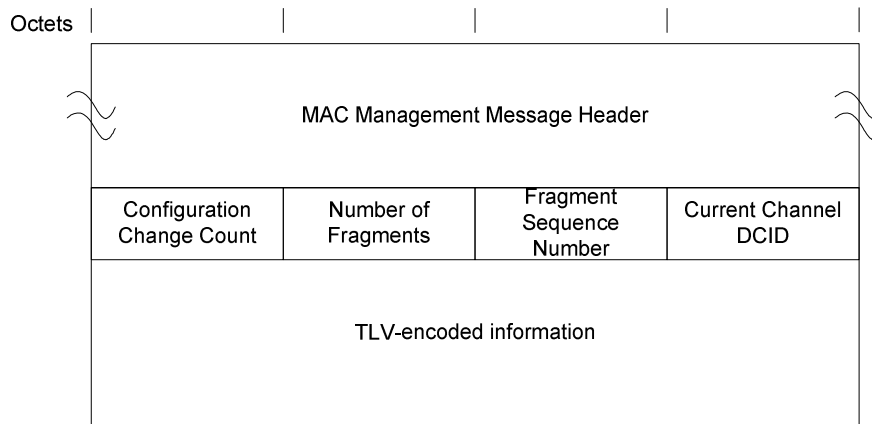 Octets
MAC Management Message Header
Configuration
Change Count
Number of
Fragments
Fragment
Sequence
Number
Current Channel
DCID
TLV-encoded information